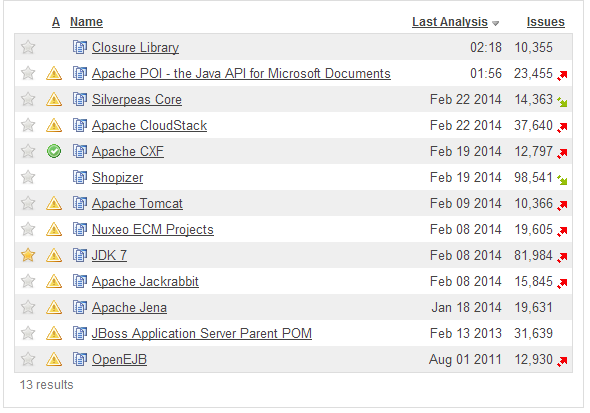 A Name Last Analysis Issues
Closure Library 02:18 10,355
Apache POI - the Java API for Microsoft Documents 01:56 23,455
Silverpeas Core Feb 22 2014 14,363
Apache CloudStack Feb 22 2014 37,640
Apache CXF Feb 19 2014 12,797
Shopizer Feb 19 2014 98,541
Apache Tomcat Feb 09 2014 10,366
Nuxeo ECM Projects Feb 08 2014 19,605
JDK 7 Feb 08 2014 81,984
Apache Jackrabbit Feb 08 2014 15,845
Apache Jena Jan 18 2014 19,631
JBoss Application Server Parent POM Feb 13 2013 31,639
OpenEJB Aug 01 2011 12,930
13 results